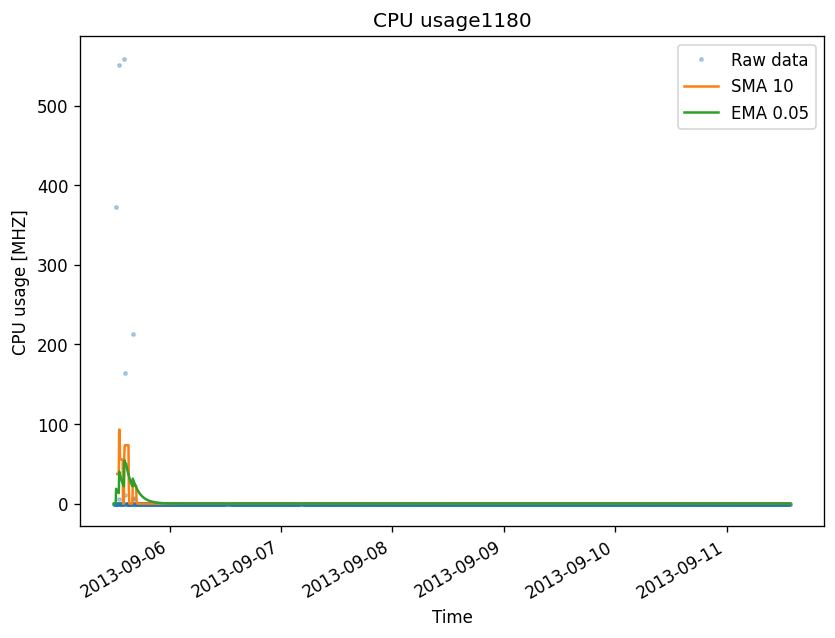 CPU usage1180
Raw data
SMA 10
EMA 0.05
CPU usage [MHZ]
500
400
300
200
100
0
2013-09-06
2013-09-07
2013-09-08
2013-09-09
2013-09-10
2013-09-11
Time